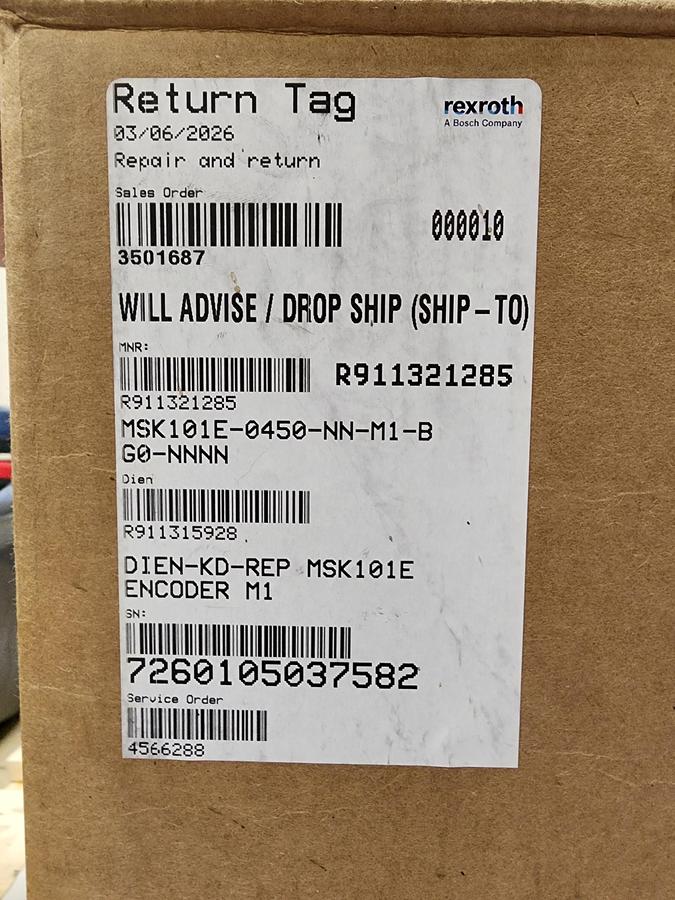 Return Tag
rexroth
A Bosch Company
03/06/2026
Repair and return
Sales Order
000010
3501687
WILL ADVISE / DROP SHIP (SHIP-TO)
MNR:
R911321285
R911321285
MSK101E-0450-NN-M1-B
G0-NNNN
Dien
R911315928
DIEN-KD-REP MSK101E
ENCODER M1
SN:
7260105037582
Service Order
4566288